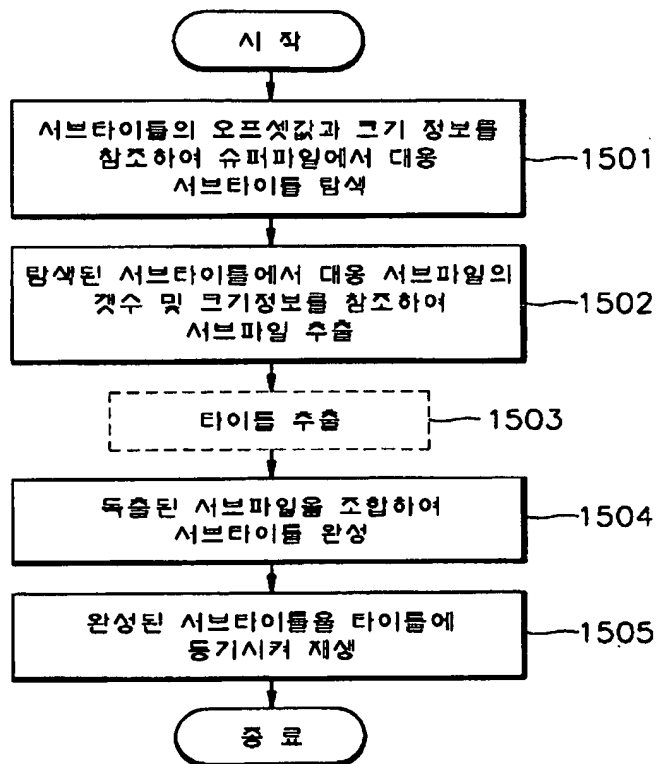 시 작
서브타이틀의 오프셋값과 크기 정보를
참조하여 슈퍼파일에서 대응
서브타이틀 탐색
1501
탐색된 서브타이틀에서 대응 서브파일의
갯수 및 크기정보를 참조하여
서브파일 추출
1502
타이틀 추출
1503
독출된 서브파일을 조합하여
서브타이틀 완성
1504
완성된 서브타이틀을 타이틀에
동기시켜 재생
1505
종 료